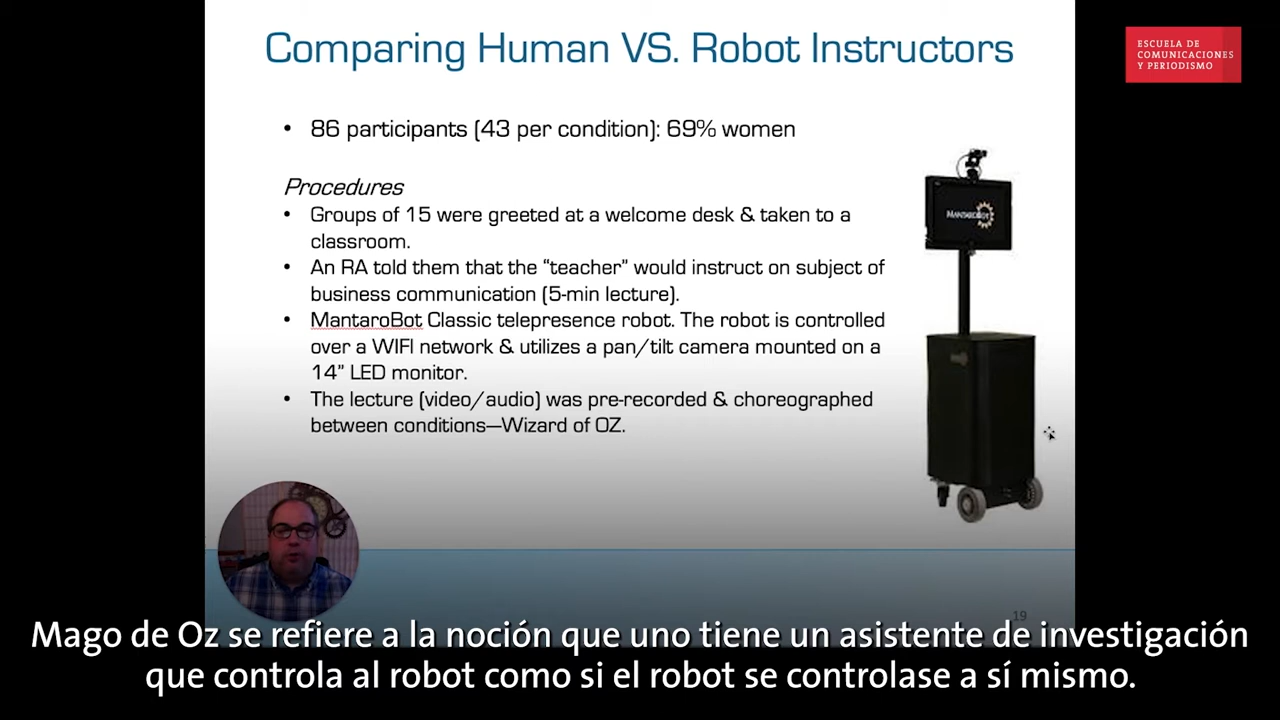 Comparing Human VS. Robot Instructors
ESCUELA DE
COMUNICACIONES
Y PERIODISMO
• 86 participants (43 per condition): 69% women
Procedures
• Groups of 15 were greeted at a welcome desk & taken to a
classroom.
• An RA told them that the “teacher” would instruct on subject of
business communication (5-min lecture).
• MantaroBot Classic telepresence robot. The robot is controlled
over a WIFI network & utilizes a pan/tilt camera mounted on a
14” LED monitor.
• The lecture (video/audio) was pre-recorded & choreographed
between conditions—Wizard of OZ.
MANTAROBOT
19
Mago de Oz se refiere a la noción que uno tiene un asistente de investigación
que controla al robot como si el robot se controlase a sí mismo.